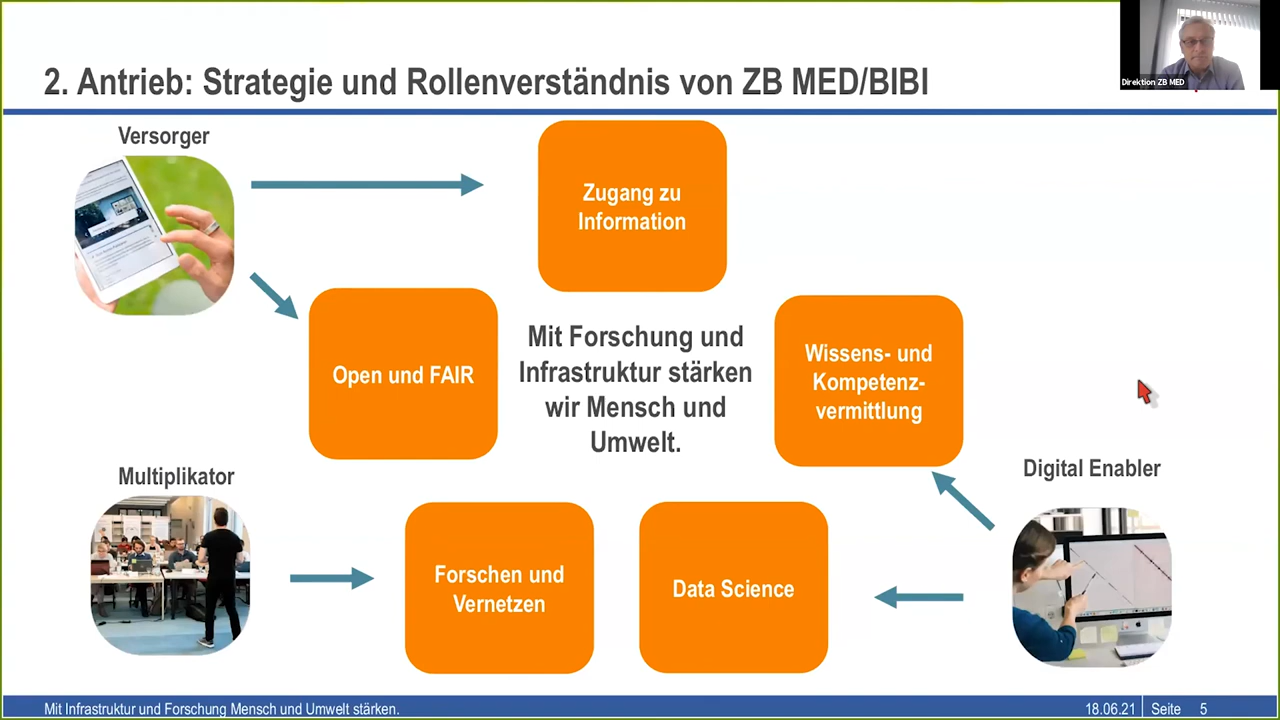 Direktion ZB MED
2. Antrieb: Strategie und Rollenverständnis von ZB MED/BIBI
Versorger
Zugang zu
Information
Open und FAIR
Mit Forschung und
Infrastruktur stärken
wir Mensch und
Umwelt.
Wissens- und
Kompetenz-
vermittlung
Multiplikator
Digital Enabler
Forschen und
Vernetzen
Data Science
Mit Infrastruktur und Forschung Mensch und Umwelt stärken.
18.06.21 Seite 5